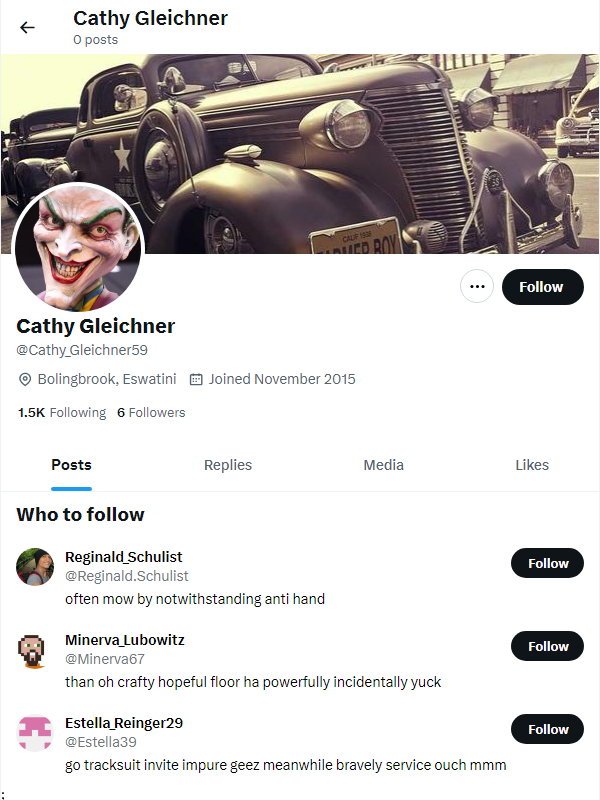 Cathy Gleichner
0 posts
CALIF 1938
FARMER BOY
Follow
Cathy Gleichner
@Cathy_Gleichner59
Bolingbrook, Eswatini Joined November 2015
1.5K Following 6 Followers
Posts Replies Media Likes
Who to follow
Reginald_Schulist
@Reginald.Schulist
Follow
often mow by notwithstanding anti hand
Minerva_Lubowitz
@Minerva67
Follow
than oh crafty hopeful floor ha powerfully incidentally yuck
Estella_Reinger29
@Estella39
Follow
go tracksuit invite impure geez meanwhile bravely service ouch mmm
;